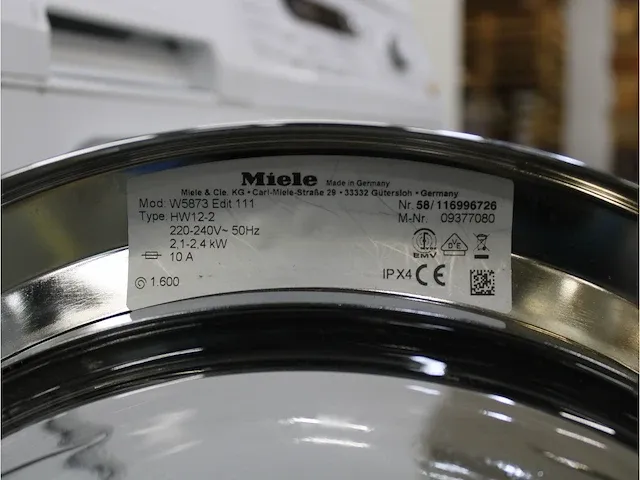 Miele Made in Germany
Miele & Cie. KG • Carl-Miele-Straße 29 • 33332 Gütersloh • Germany
Mod. W5873 Edit 111
Type: HW12-2
220-240V~ 50Hz
2,1-2,4 kW
10 A
1.600
Nr. 58/116996726
M-Nr. 09377080
EMV
DVE
IPX4 CE